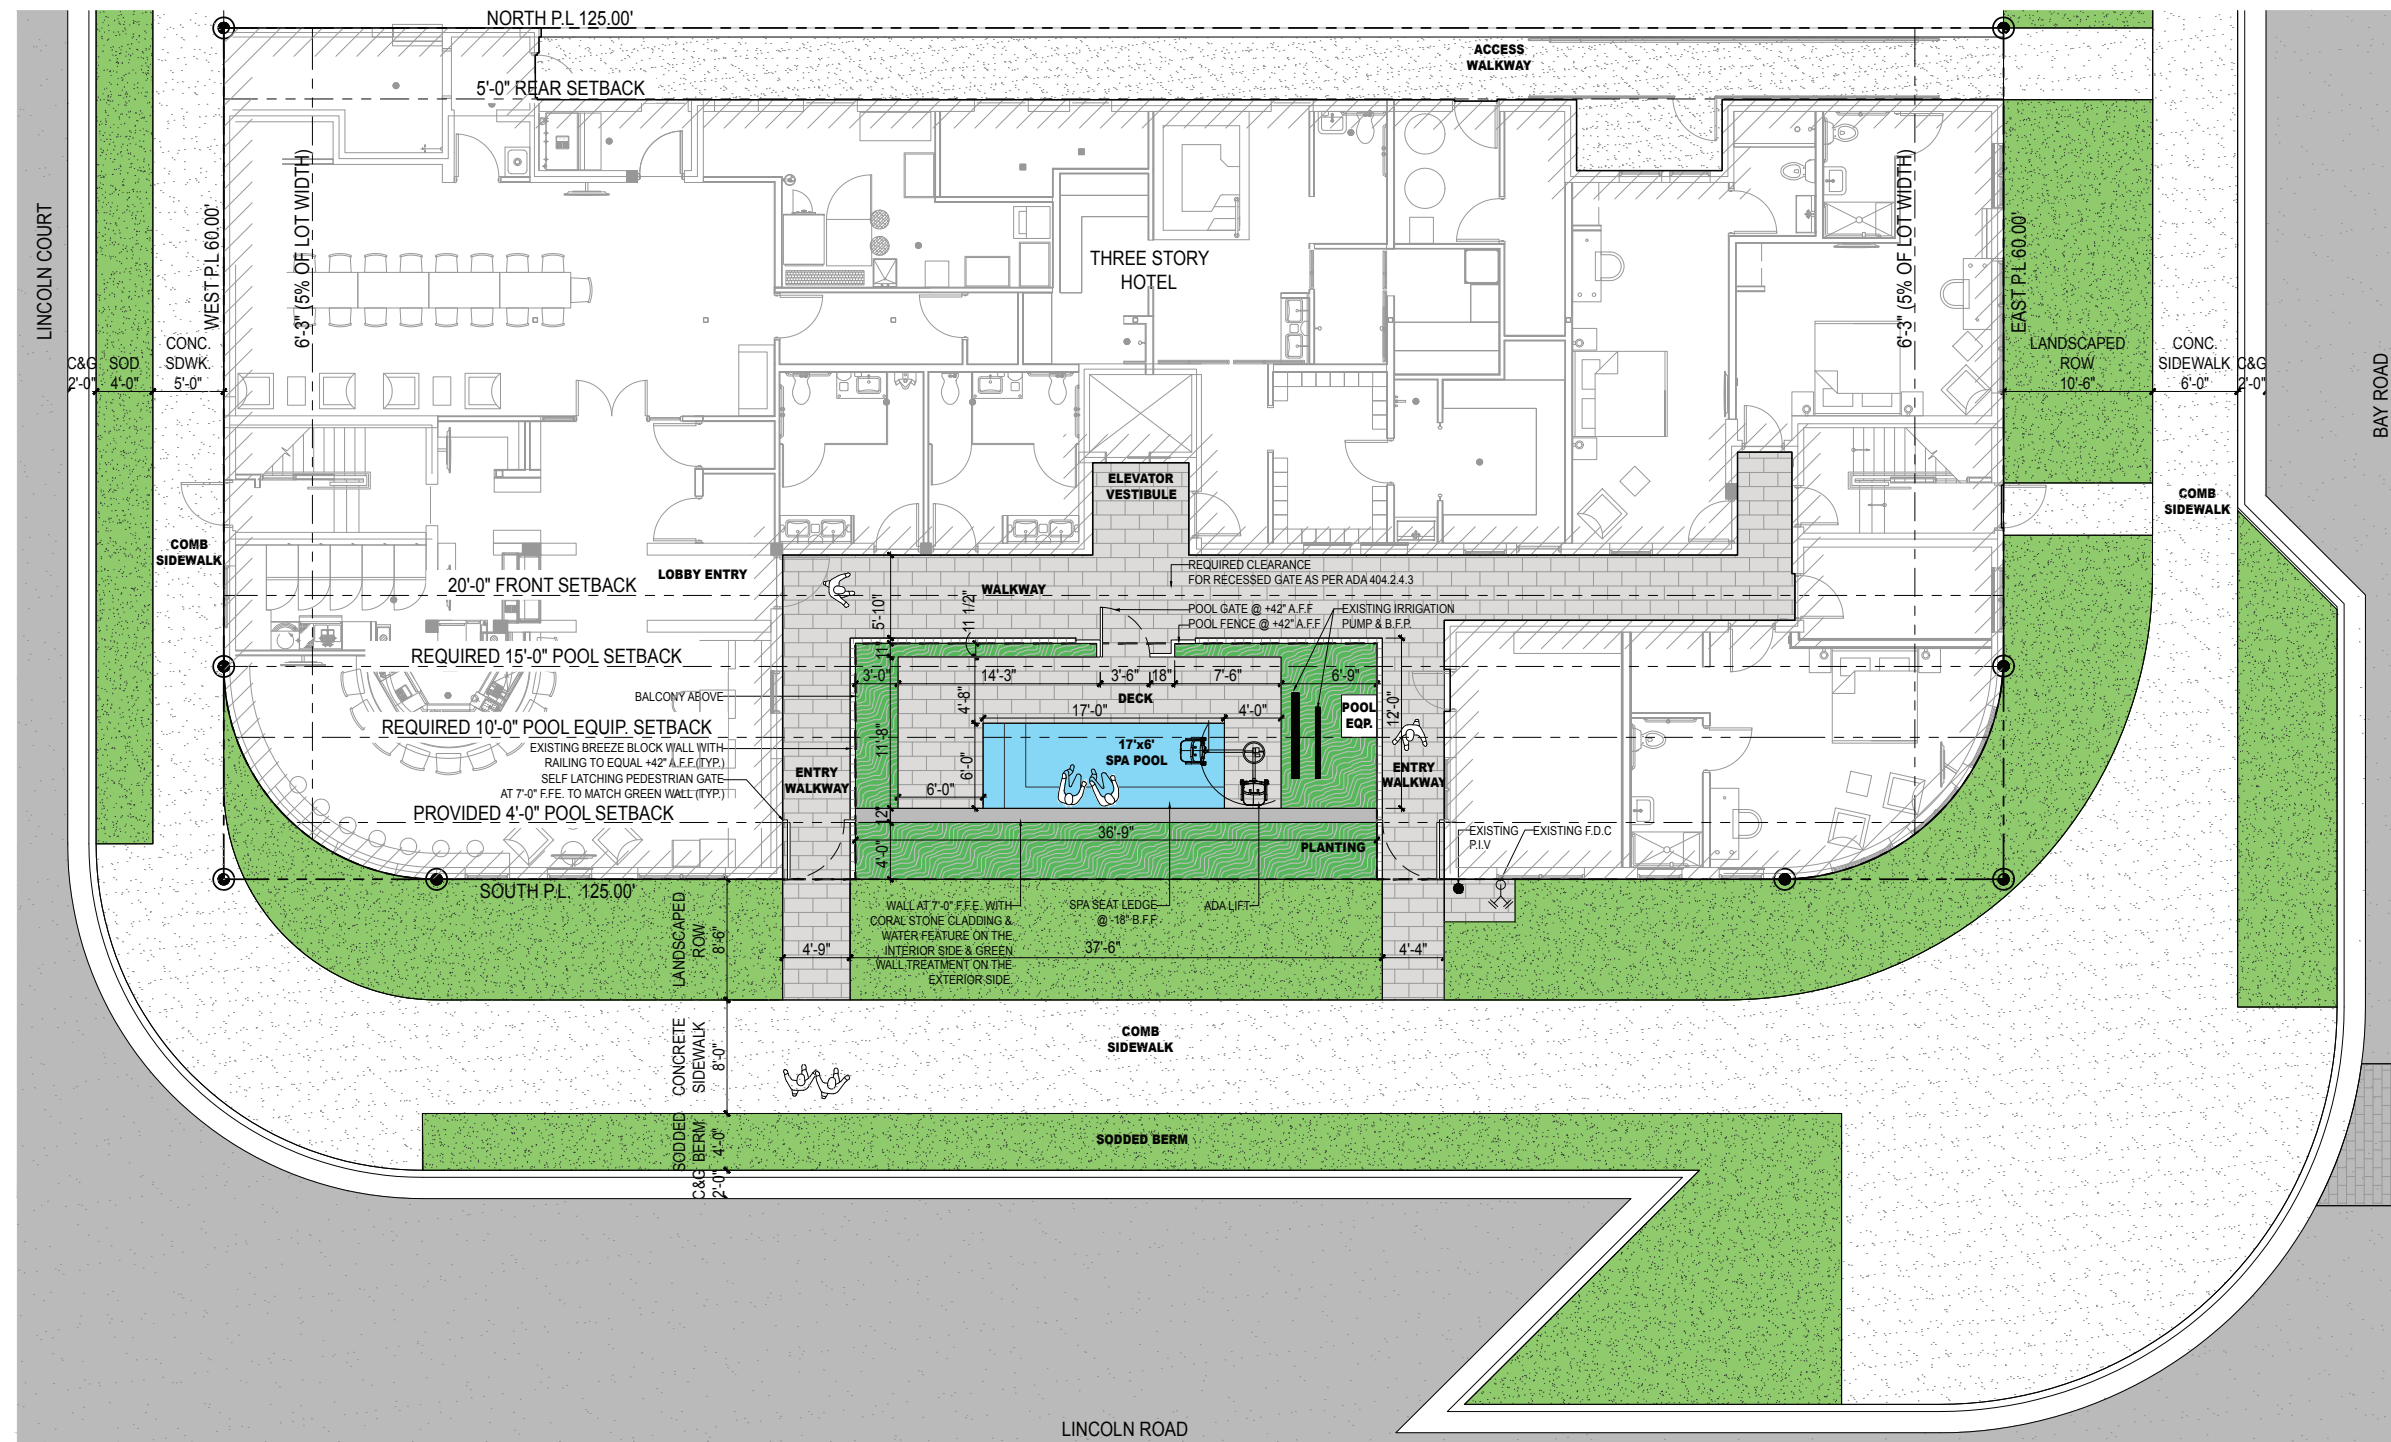 NORTH P.L 125.00'
ACCESS
WALKWAY
5'-0" REAR SETBACK
LINCOLN COURT
WEST P.L 60.00'
6'-3" (5% OF LOT WIDTH)
THREE STORY
HOTEL
6'-3" (5% OF LOT WIDTH)
EAST P.L 60.00'
BAY ROAD
C&G
2'-0"
SOD
4'-0"
CONC.
SDWK.
5'-0"
LANDSCAPED
ROW
10'-6"
CONC.
SIDEWALK
6'-0"
C&G
2'-0"
COMB
SIDEWALK
COMB
SIDEWALK
ELEVATOR
VESTIBULE
LOBBY ENTRY
20'-0" FRONT SETBACK
WALKWAY
REQUIRED CLEARANCE
FOR RECESSED GATE AS PER ADA 404.2.4.3
5'-10"
11 1/2"
11"
POOL GATE @ +42" A.F.F
POOL FENCE @ +42" A.F.F
EXISTING IRRIGATION
PUMP & B.F.P.
REQUIRED 15'-0" POOL SETBACK
3'-0"
14'-3"
3'-6"
18"
7'-6"
6'-9"
BALCONY ABOVE
DECK
4'-8"
17'-0"
4'-0"
POOL
EQP.
12'-0"
REQUIRED 10'-0" POOL EQUIP. SETBACK
EXISTING BREEZE BLOCK WALL WITH
RAILING TO EQUAL +42" A.F.F.(TYP.)
11'-8"
17'x6'
SPA POOL
6'-0"
SELF LATCHING PEDESTRIAN GATE
AT 7'-0" F.F.E. TO MATCH GREEN WALL (TYP.)
ENTRY
WALKWAY
ENTRY
WALKWAY
6'-0"
PROVIDED 4'-0" POOL SETBACK
12"
36'-9"
PLANTING
4'-0"
EXISTING
P.I.V
EXISTING F.D.C
SOUTH P.L. 125.00'
WALL AT 7'-0" F.F.E. WITH
CORAL STONE CLADDING &
WATER FEATURE ON THE
INTERIOR SIDE & GREEN
WALL TREATMENT ON THE
EXTERIOR SIDE.
SPA SEAT LEDGE
@ -18" B.F.F
ADA LIFT
LANDSCAPED
ROW
8'-6"
4'-9"
37'-6"
4'-4"
CONCRETE
SIDEWALK
8'-0"
COMB
SIDEWALK
SODDED
BERM
4'-0"
SODDED BERM
C&G
2'-0"
LINCOLN ROAD